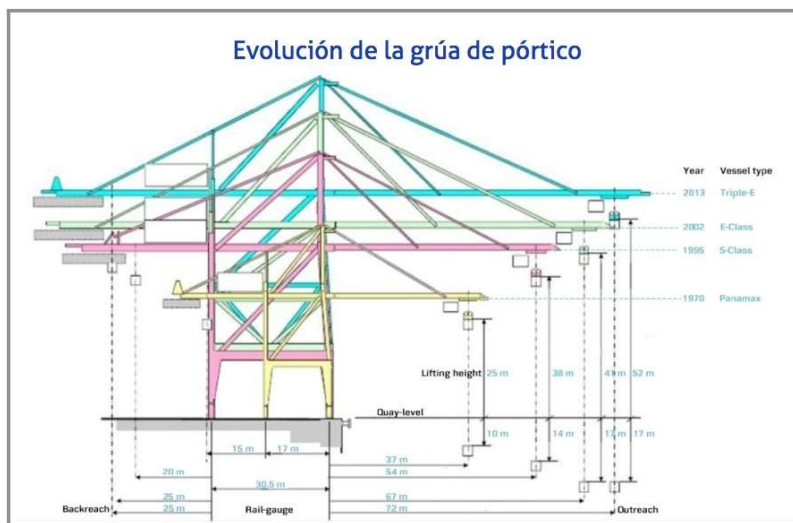 Evolución de la grúa de pórtico
Year Vessel type
2013 Triple-E
2002 E-Class
1995 S-Class
1970 Panamax
Lifting height 25 m 38 m 41 m 52 m
Quay-level
10 m 14 m 17 m 17 m
15 m 17 m
37 m
20 m 54 m
30,5 m
25 m 67 m
Backreach 25 m Rail-gauge 72 m Outreach